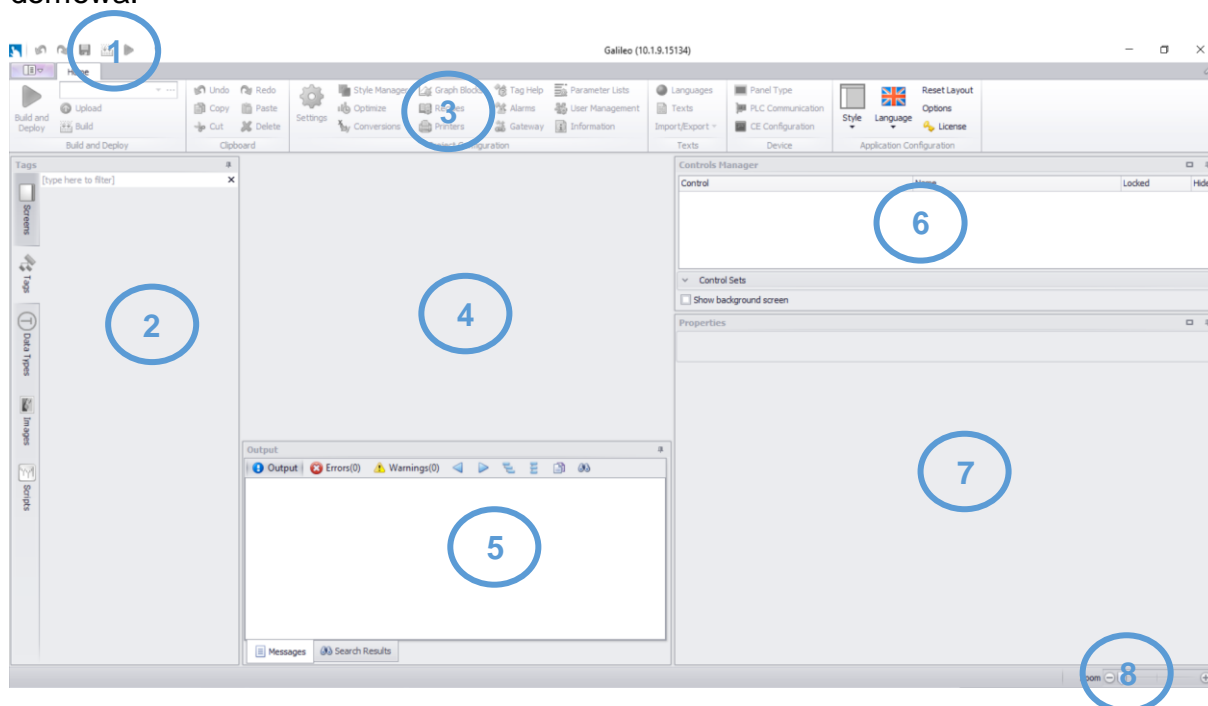 domowa.
1
Galileo (10.1.9.15134)
Home
Undo Redo Style Manager Graph Blocks Tag Help Parameter Lists Languages Panel Type Reset Layout
Upload Copy Paste Settings Optimize Recipes Alarms User Management Texts PLC Communication Style Language Options
Build and Deploy Build Cut Delete Conversions Printers Gateway Information Import/Export CE Configuration License
3
Build and Deploy Clipboard Project Configuration Texts Device Application Configuration
Tags
[type here to filter]
Screens
Tags
Data Types
Images
Scripts
2
4
Controls Manager
Control Name Locked Hide
6
Control Sets
Show background screen
Properties
7
Output
Output Errors(0) Warnings(0)
5
Messages Search Results
8